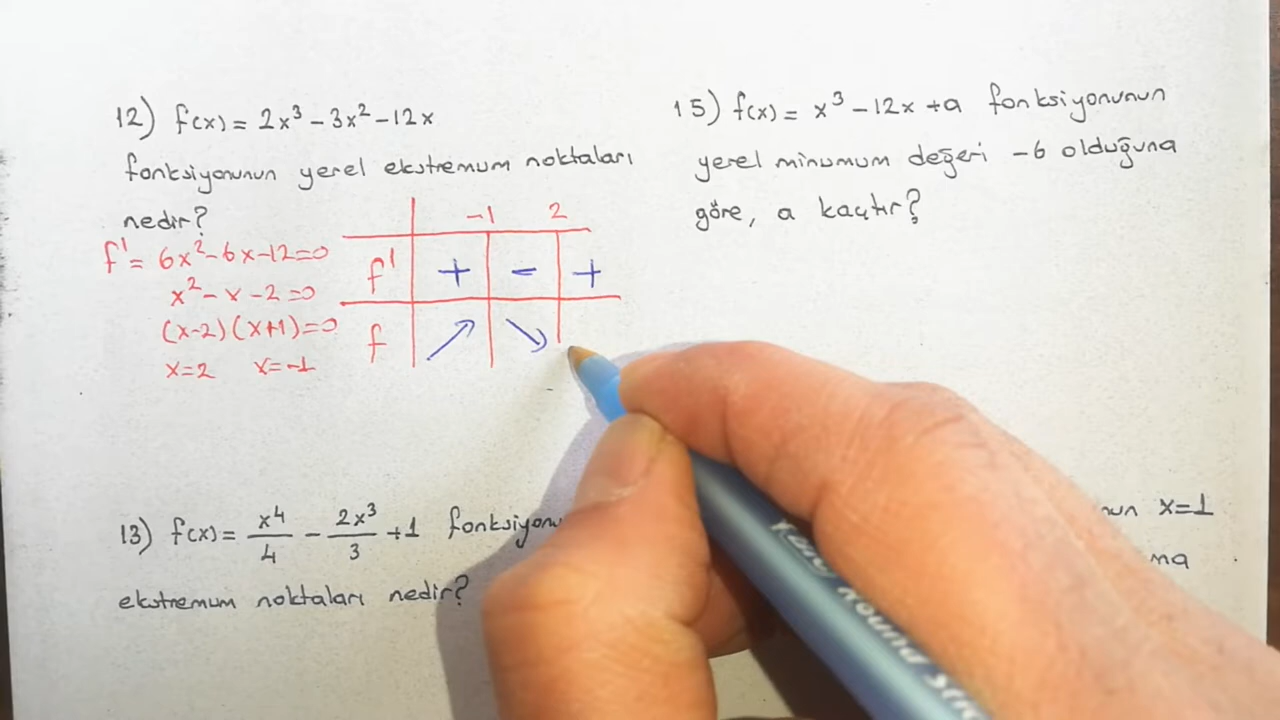 12) f(x) = 2x³ - 3x² - 12x
fonksiyonunun yerel ekstremum noktaları
nedir?
f' = 6x² - 6x - 12 = 0
x² - x - 2 = 0
(x-2)(x+1) = 0
x = 2 x = -1
-1 2
f' + - +
f ↗ ↘
13) f(x) = x⁴/4 - 2x³/3 + 1
ekstremum noktaları nedir?
15) f(x) = x³ - 12x + a fonksiyonunun
yerel minumum değeri -6 olduğuna
göre, a kaçtır?
x=1
Round Stic